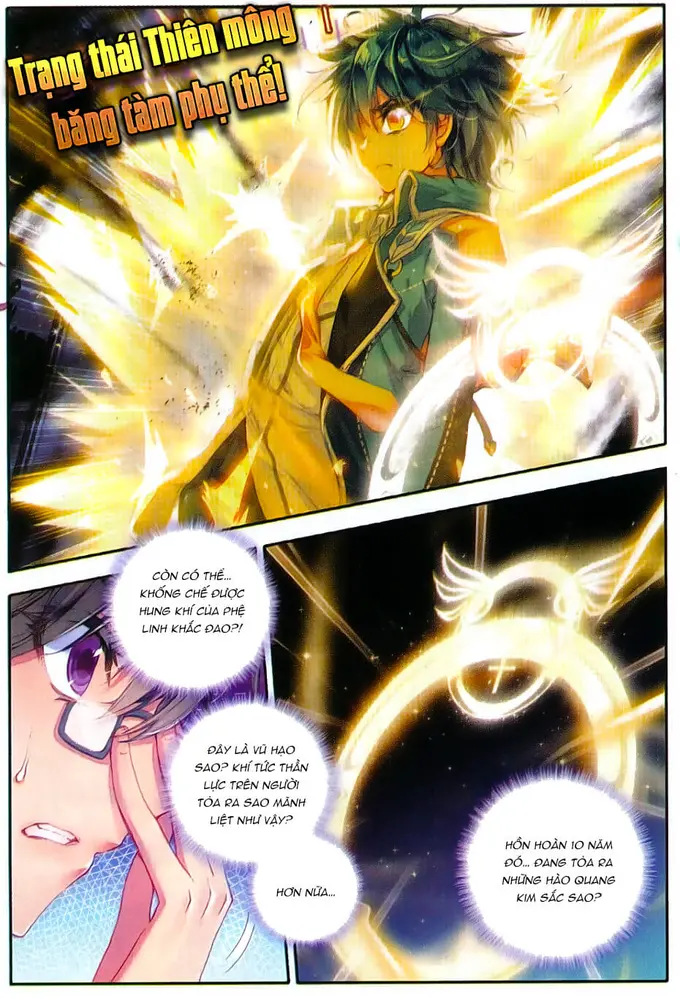 Trạng thái Thiên mông
băng tàm phụ thể!
CÒN CÓ THỂ...
KHỐNG CHẾ ĐƯỢC
HUNG KHÍ CỦA PHỆ
LINH KHẮC ĐAO?!
ĐÂY LÀ VŨ HẠO
SAO? KHÍ TỨC THẦN
LỰC TRÊN NGƯỜI
TỎA RA SAO MÃNH
LIỆT NHƯ VẬY?
HƠN NỮA...
HỒN HOÀN 10 NĂM
ĐÓ... ĐANG TỎA RA
NHỮNG HÀO QUANG
KIM SẮC SAO?